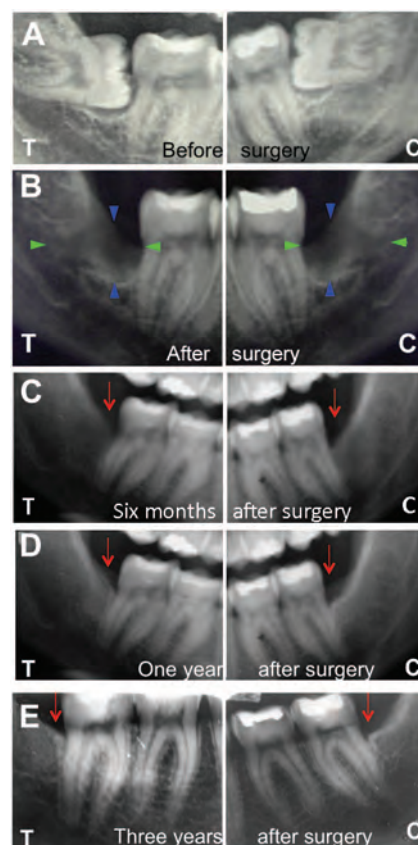 A
T Before surgery C
B
T After surgery C
C
T Six months after surgery C
D
T One year after surgery C
E
T Three years after surgery C